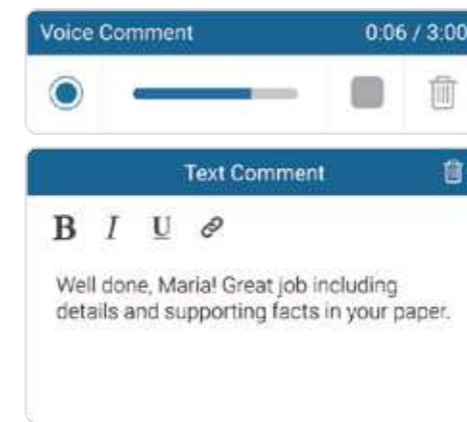 Voice Comment 0:06 / 3:00
Text Comment
B I U
Well done, Maria! Great job including
details and supporting facts in your paper.